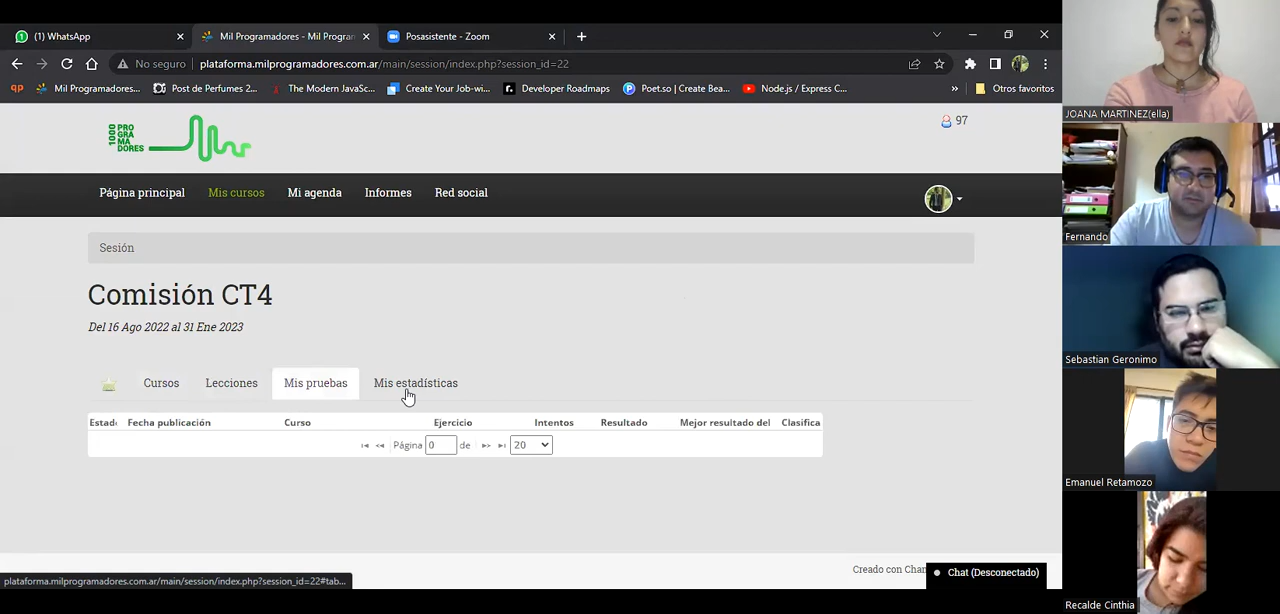 (1) WhatsApp
Mil Programadores - Mil Program
Posasistente - Zoom
No seguro
plataforma.milprogramadores.com.ar/main/session/index.php?session_id=22
Mil Programadores...
Post de Perfumes 2...
The Modern JavaSc...
Create Your Job-wi...
Developer Roadmaps
Poet.so | Create Bea...
Node.js / Express C...
»
Otros favoritos
1000
PRO
GRA
MA
DORES
97
Página principal
Mis cursos
Mi agenda
Informes
Red social
Sesión
Comisión CT4
Del 16 Ago 2022 al 31 Ene 2023
Cursos
Lecciones
Mis pruebas
Mis estadísticas
Estad
Fecha publicación
Curso
Ejercicio
Intentos
Resultado
Mejor resultado del
Clasifica
Página 0 de
20
Creado con Cham
Chat (Desconectado)
plataforma.milprogramadores.com.ar/main/session/index.php?session_id=22#tab...
JOANA MARTINEZ(ella)
Fernando
Sebastian Geronimo
Emanuel Retamozo
Recalde Cinthia